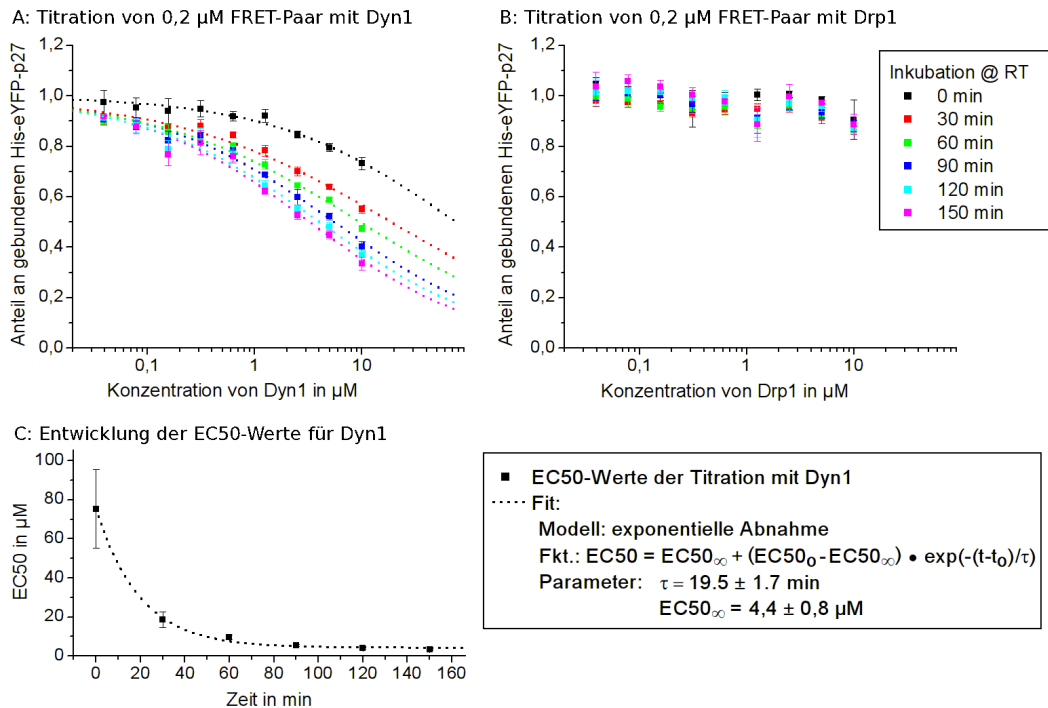 A: Titration von 0,2 µM FRET-Paar mit Dyn1
Anteil an gebundenen His-eYFP-p27
1,2
1,0
0,8
0,6
0,4
0,2
0,0
0,1
1
10
Konzentration von Dyn1 in µM
B: Titration von 0,2 µM FRET-Paar mit Drp1
Anteil an gebundenen His-eYFP-p27
1,2
1,0
0,8
0,6
0,4
0,2
0,0
0,1
1
10
Konzentration von Drp1 in µM
Inkubation @ RT
0 min
30 min
60 min
90 min
120 min
150 min
C: Entwicklung der EC50-Werte für Dyn1
EC50 in µM
100
80
60
40
20
0
0
20
40
60
80
100
120
140
160
Zeit in min
EC50-Werte der Titration mit Dyn1
Fit:
Modell: exponentielle Abnahme
Fkt.: EC50 = EC50∞ + (EC50₀-EC50∞) • exp(-(t-t₀)/τ)
Parameter: τ = 19.5 ± 1.7 min
EC50∞ = 4,4 ± 0,8 µM